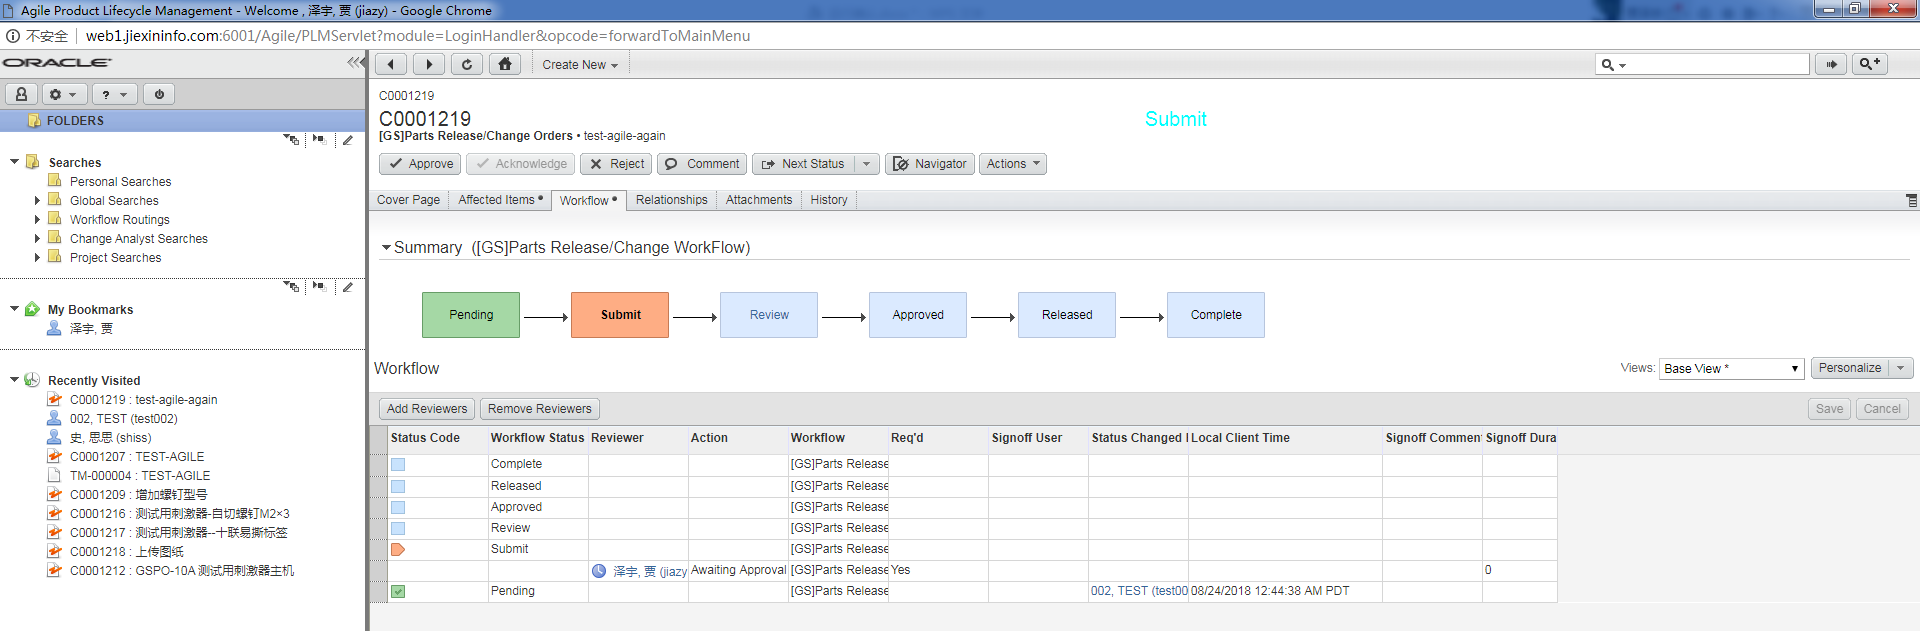 Agile Product Lifecycle Management - Welcome , 泽宇, 贾 (jiazy) - Google Chrome
不安全 web1.jiexininfo.com:6001/Agile/PLMServlet?module=LoginHandler&opcode=forwardToMainMenu
ORACLE
Create New
FOLDERS
Searches
Personal Searches
Global Searches
Workflow Routings
Change Analyst Searches
Project Searches
My Bookmarks
泽宇, 贾
Recently Visited
C0001219 : test-agile-again
002, TEST (test002)
史, 思思 (shiss)
C0001207 : TEST-AGILE
TM-000004 : TEST-AGILE
C0001209 : 增加螺钉型号
C0001216 : 测试用刺激器-自切螺钉M2×3
C0001217 : 测试用刺激器--十联易撕标签
C0001218 : 上传图纸
C0001212 : GSPO-10A 测试用刺激器主机
C0001219
C0001219 Submit
[GS]Parts Release/Change Orders • test-agile-again
Approve Acknowledge Reject Comment Next Status Navigator Actions
Cover Page Affected Items • Workflow • Relationships Attachments History
Summary ([GS]Parts Release/Change WorkFlow)
Pending Submit Review Approved Released Complete
Workflow Views: Base View * Personalize
Add Reviewers Remove Reviewers Save Cancel
Status Code Workflow Status Reviewer Action Workflow Req'd Signoff User Status Changed Local Client Time Signoff Commen Signoff Dura
Complete [GS]Parts Release
Released [GS]Parts Release
Approved [GS]Parts Release
Review [GS]Parts Release
Submit [GS]Parts Release
泽宇, 贾 (jiazy Awaiting Approval [GS]Parts Release Yes 0
Pending [GS]Parts Release 002, TEST (test00 08/24/2018 12:44:38 AM PDT